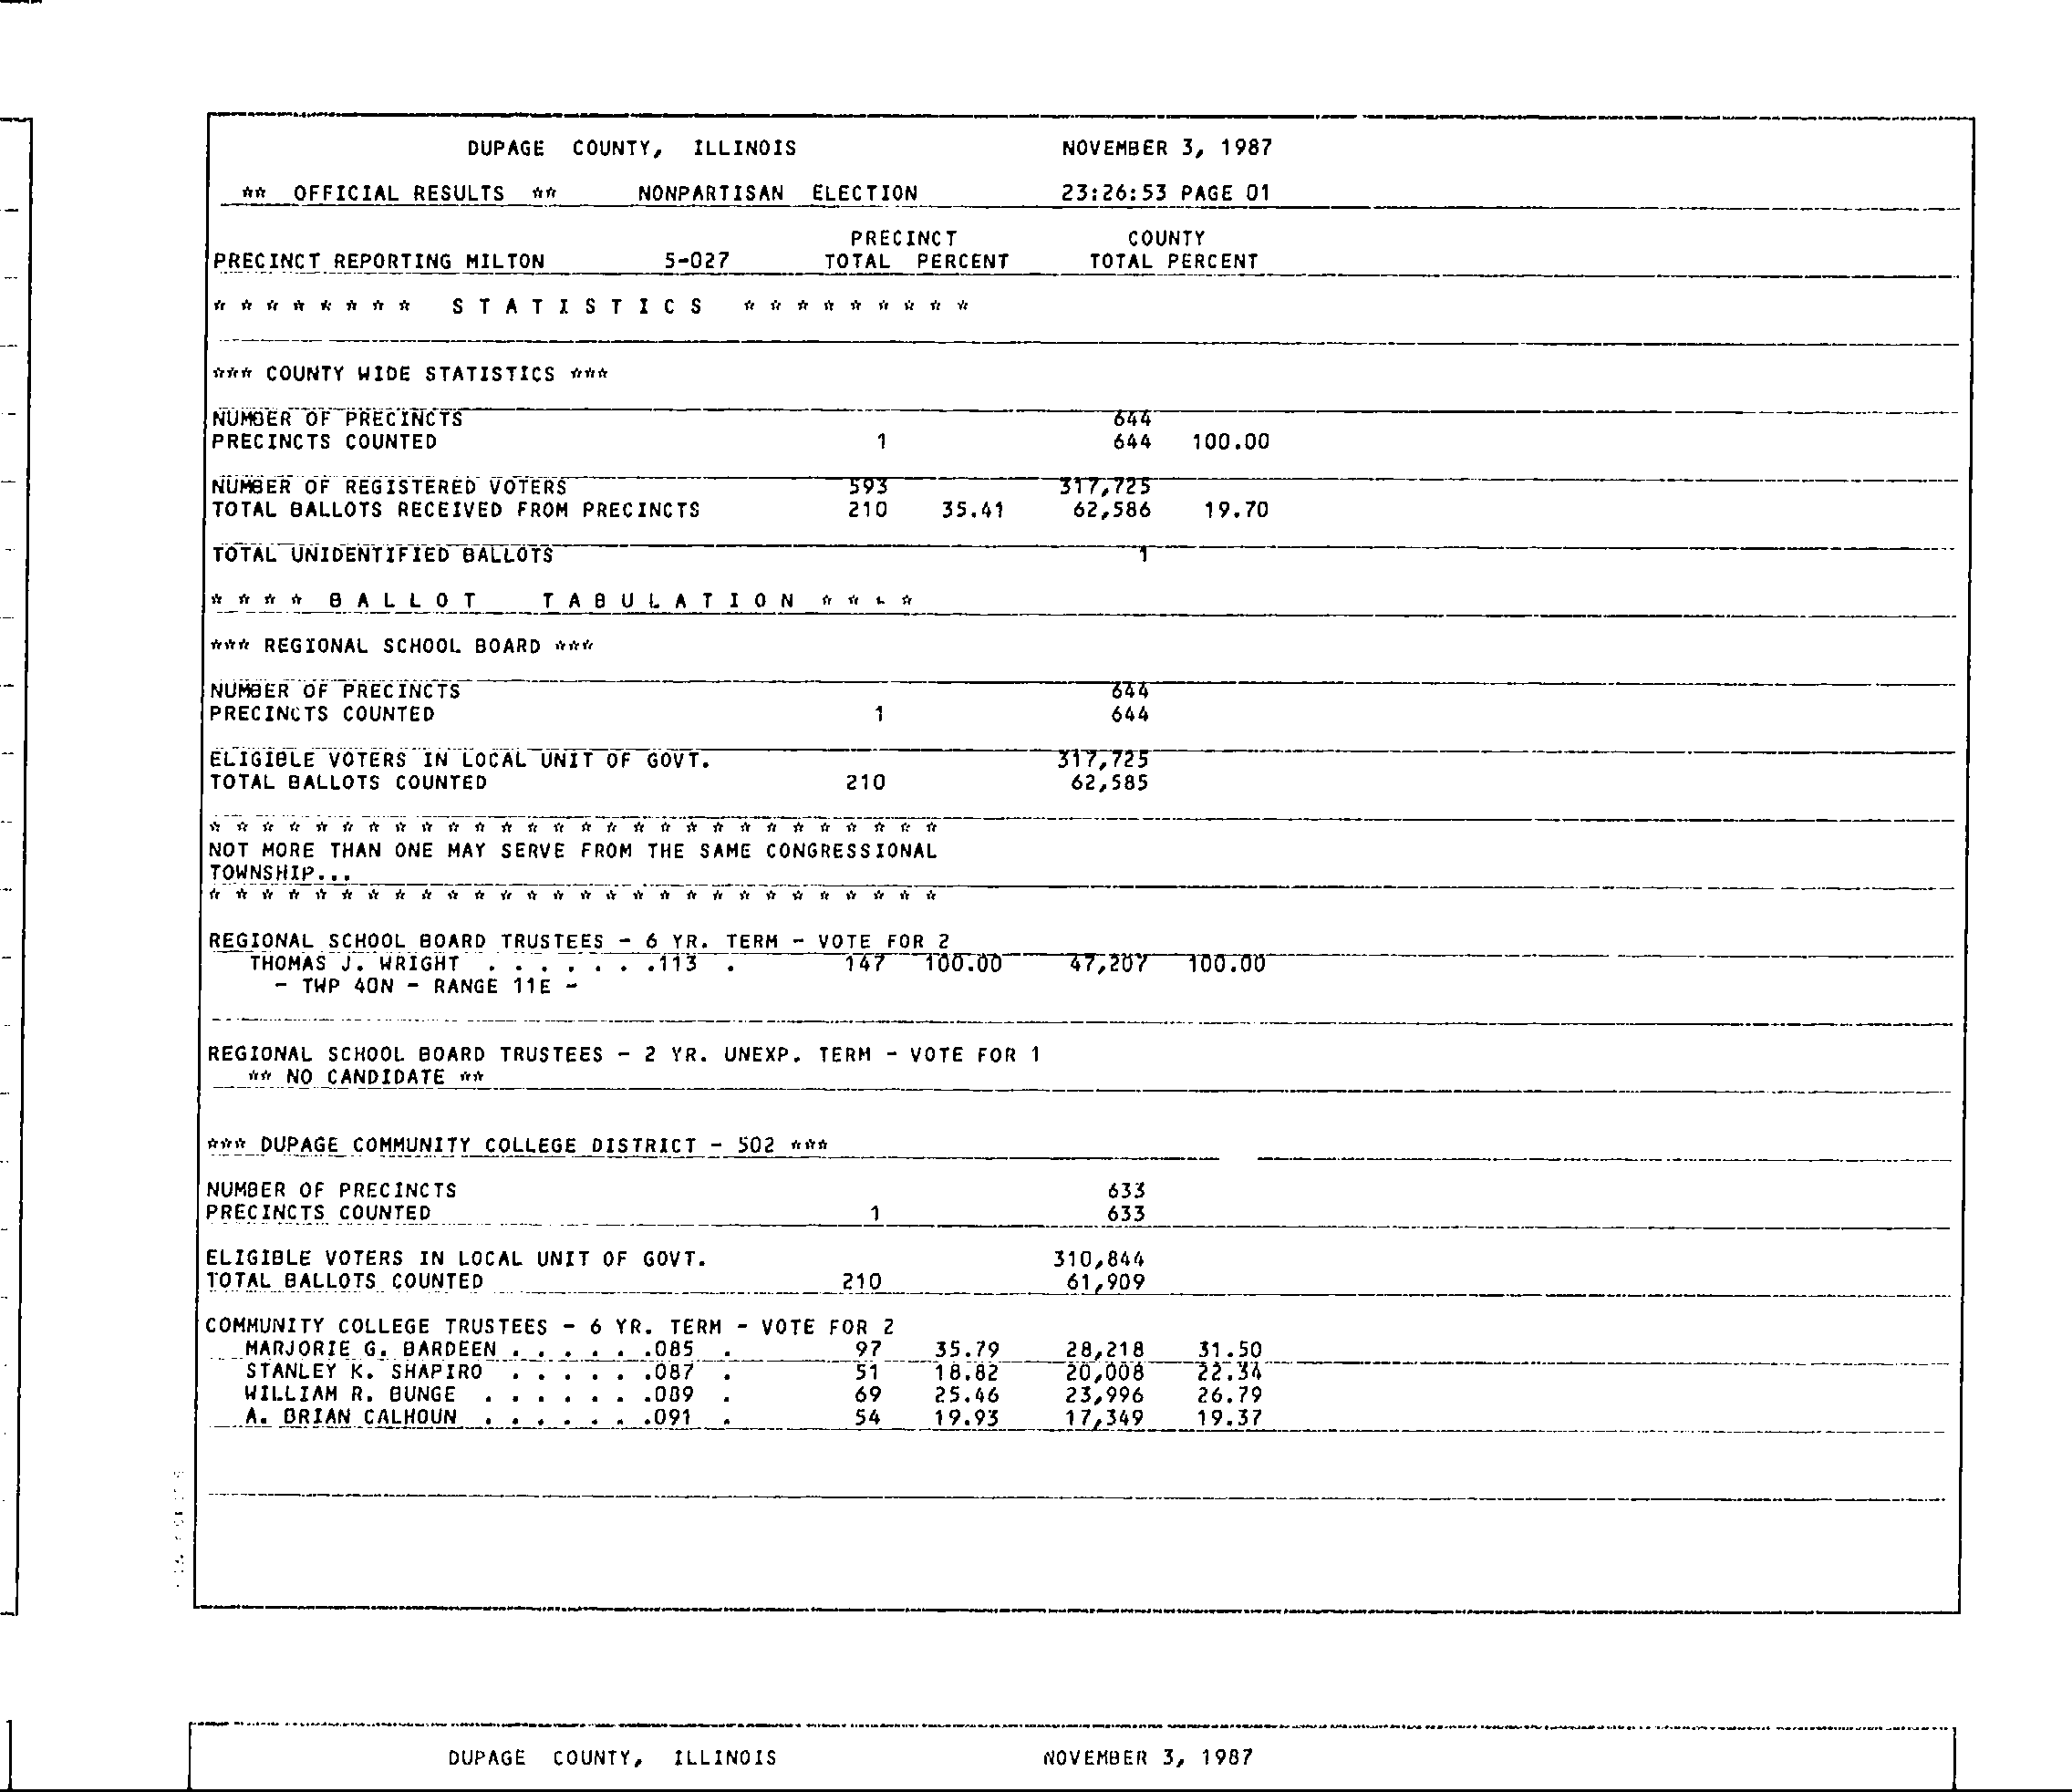 DUPAGE COUNTY, ILLINOIS NOVEMBER 3, 1987
** OFFICIAL RESULTS ** NONPARTISAN ELECTION 23:26:53 PAGE 01
PRECINCT COUNTY
PRECINCT REPORTING MILTON 5-027 TOTAL PERCENT TOTAL PERCENT
* * * * * * * * S T A T I S T I C S * * * * * * * * *
*** COUNTY WIDE STATISTICS ***
NUMBER OF PRECINCTS 644
PRECINCTS COUNTED 1 644 100.00
NUMBER OF REGISTERED VOTERS 593 317,725
TOTAL BALLOTS RECEIVED FROM PRECINCTS 210 35.41 62,586 19.70
TOTAL UNIDENTIFIED BALLOTS 1
* * * * B A L L O T T A B U L A T I O N * * * *
*** REGIONAL SCHOOL BOARD ***
NUMBER OF PRECINCTS 644
PRECINCTS COUNTED 1 644
ELIGIBLE VOTERS IN LOCAL UNIT OF GOVT. 317,725
TOTAL BALLOTS COUNTED 210 62,585
* * * * * * * * * * * * * * * * * * * * * * * * * * * *
NOT MORE THAN ONE MAY SERVE FROM THE SAME CONGRESSIONAL
TOWNSHIP...
* * * * * * * * * * * * * * * * * * * * * * * * * * * *
REGIONAL SCHOOL BOARD TRUSTEES - 6 YR. TERM - VOTE FOR 2
THOMAS J. WRIGHT . . . . . . .113 . 147 100.00 47,207 100.00
- TWP 40N - RANGE 11E -
REGIONAL SCHOOL BOARD TRUSTEES - 2 YR. UNEXP. TERM - VOTE FOR 1
** NO CANDIDATE **
*** DUPAGE COMMUNITY COLLEGE DISTRICT - 502 ***
NUMBER OF PRECINCTS 633
PRECINCTS COUNTED 1 633
ELIGIBLE VOTERS IN LOCAL UNIT OF GOVT. 310,844
TOTAL BALLOTS COUNTED 210 61,909
COMMUNITY COLLEGE TRUSTEES - 6 YR. TERM - VOTE FOR 2
MARJORIE G. BARDEEN . . . . . .085 . 97 35.79 28,218 31.50
STANLEY K. SHAPIRO . . . . . .087 . 51 18.82 20,008 22.34
WILLIAM R. BUNGE . . . . . . .089 . 69 25.46 23,996 26.79
A. BRIAN CALHOUN . . . . . . .091 . 54 19.93 17,349 19.37
DUPAGE COUNTY, ILLINOIS NOVEMBER 3, 1987